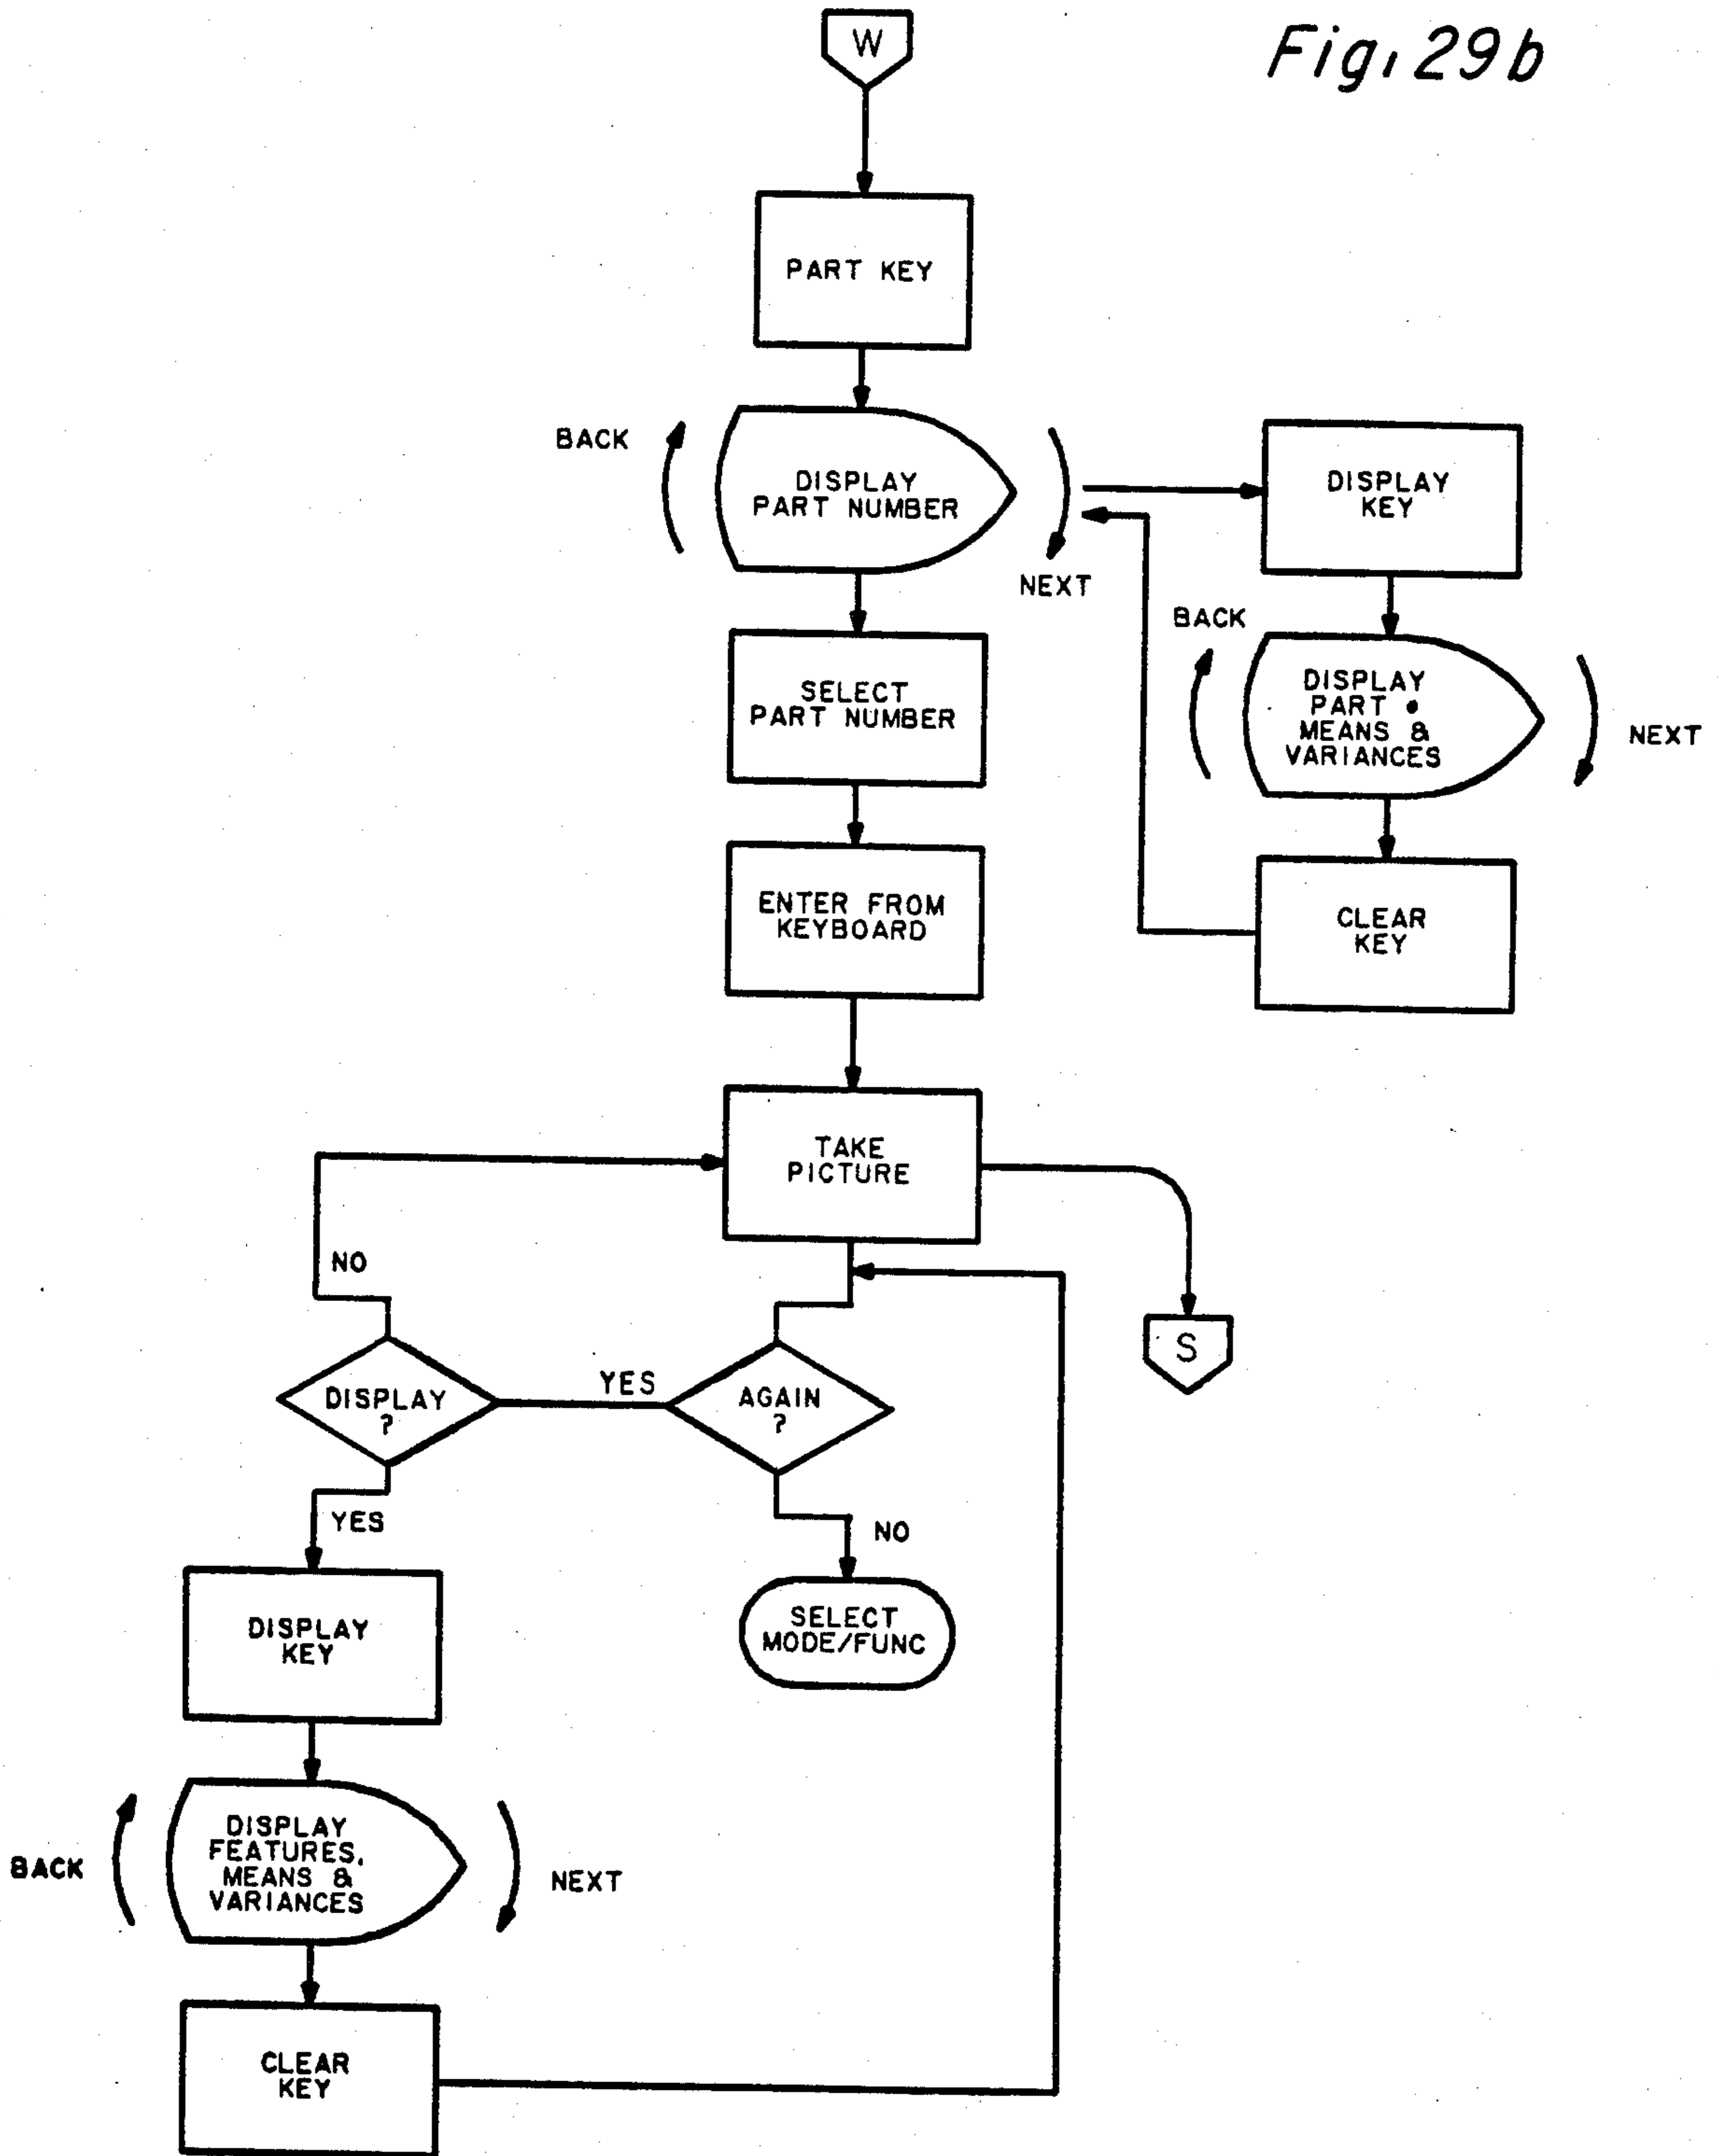 Fig. 29b
W
PART KEY
BACK
DISPLAY
PART NUMBER
NEXT
DISPLAY
KEY
BACK
DISPLAY
PART •
MEANS &
VARIANCES
NEXT
CLEAR
KEY
SELECT
PART NUMBER
ENTER FROM
KEYBOARD
TAKE
PICTURE
S
NO
DISPLAY
?
YES
AGAIN
?
YES
NO
SELECT
MODE/FUNC
DISPLAY
KEY
BACK
DISPLAY
FEATURES,
MEANS &
VARIANCES
NEXT
CLEAR
KEY